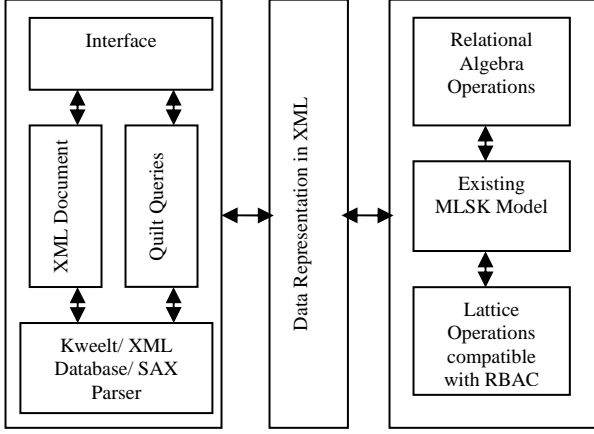 Interface
XML Document
Quilt Queries
Kweelt/ XML
Database/ SAX
Parser
Data Representation in XML
Relational
Algebra
Operations
Existing
MLSK Model
Lattice
Operations
compatible
with RBAC